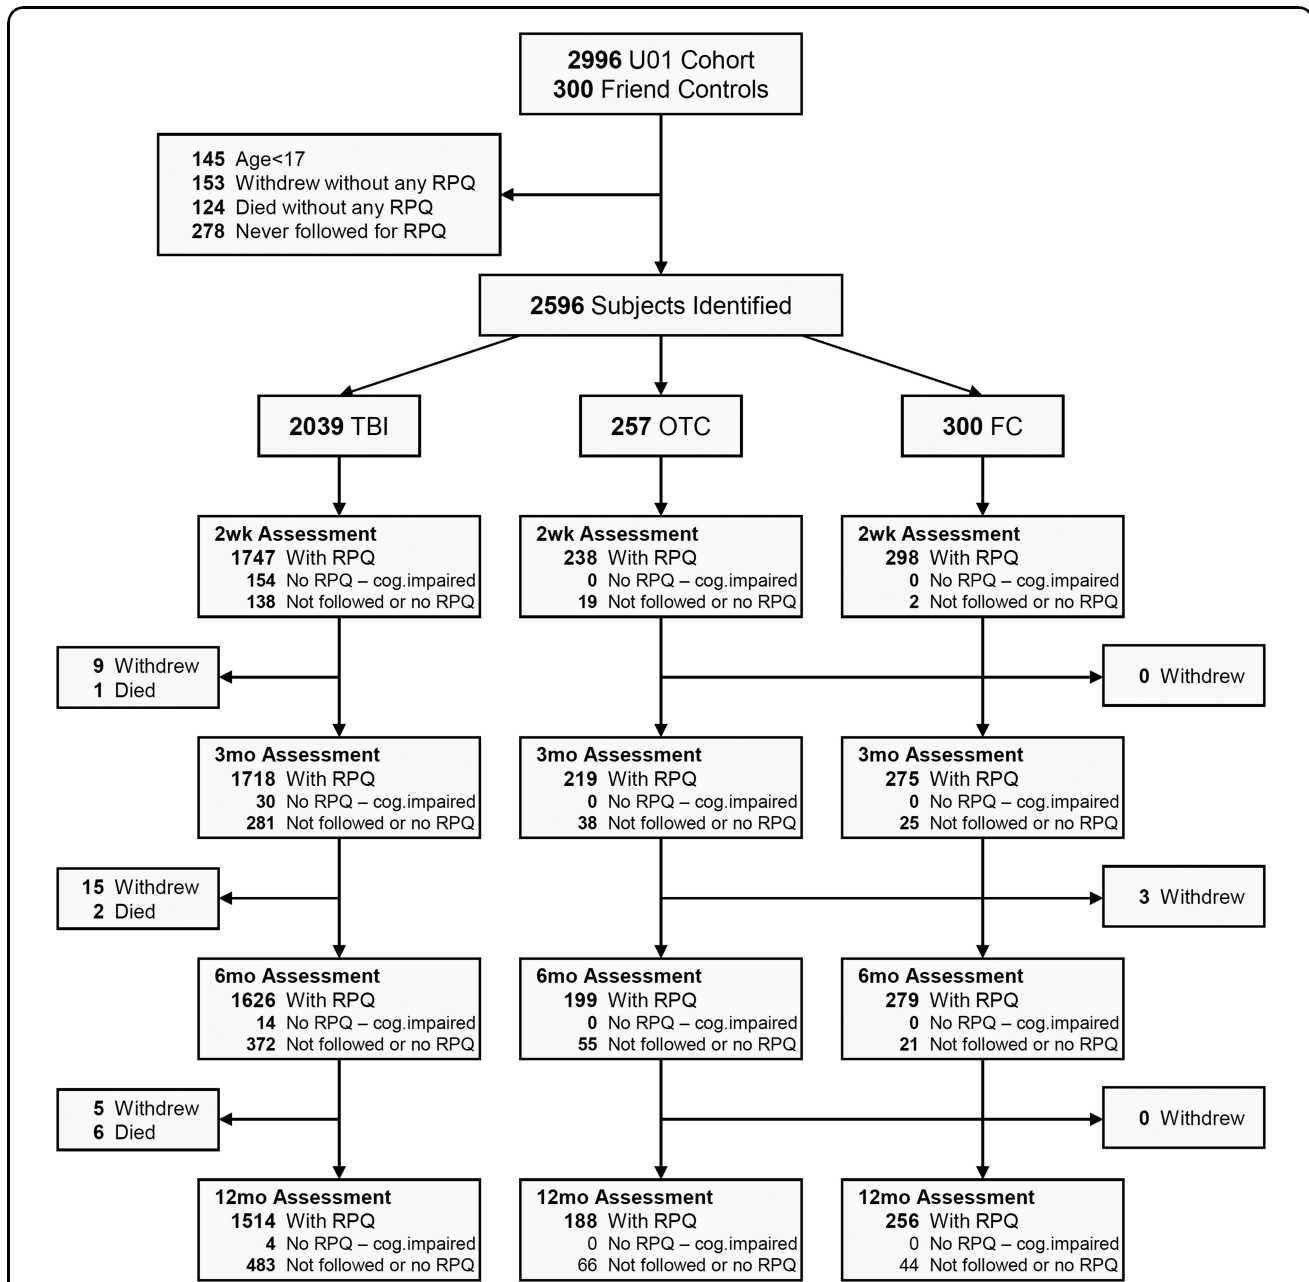 2996 U01 Cohort
300 Friend Controls
145 Age<17
153 Withdrew without any RPQ
124 Died without any RPQ
278 Never followed for RPQ
2596 Subjects Identified
2039 TBI
257 OTC
300 FC
2wk Assessment
1747 With RPQ
154 No RPQ – cog.impaired
138 Not followed or no RPQ
2wk Assessment
238 With RPQ
0 No RPQ – cog.impaired
19 Not followed or no RPQ
2wk Assessment
298 With RPQ
0 No RPQ – cog.impaired
2 Not followed or no RPQ
9 Withdrew
1 Died
0 Withdrew
3mo Assessment
1718 With RPQ
30 No RPQ – cog.impaired
281 Not followed or no RPQ
3mo Assessment
219 With RPQ
0 No RPQ – cog.impaired
38 Not followed or no RPQ
3mo Assessment
275 With RPQ
0 No RPQ – cog.impaired
25 Not followed or no RPQ
15 Withdrew
2 Died
3 Withdrew
6mo Assessment
1626 With RPQ
14 No RPQ – cog.impaired
372 Not followed or no RPQ
6mo Assessment
199 With RPQ
0 No RPQ – cog.impaired
55 Not followed or no RPQ
6mo Assessment
279 With RPQ
0 No RPQ – cog.impaired
21 Not followed or no RPQ
5 Withdrew
6 Died
0 Withdrew
12mo Assessment
1514 With RPQ
4 No RPQ – cog.impaired
483 Not followed or no RPQ
12mo Assessment
188 With RPQ
0 No RPQ – cog.impaired
66 Not followed or no RPQ
12mo Assessment
256 With RPQ
0 No RPQ – cog.impaired
44 Not followed or no RPQ